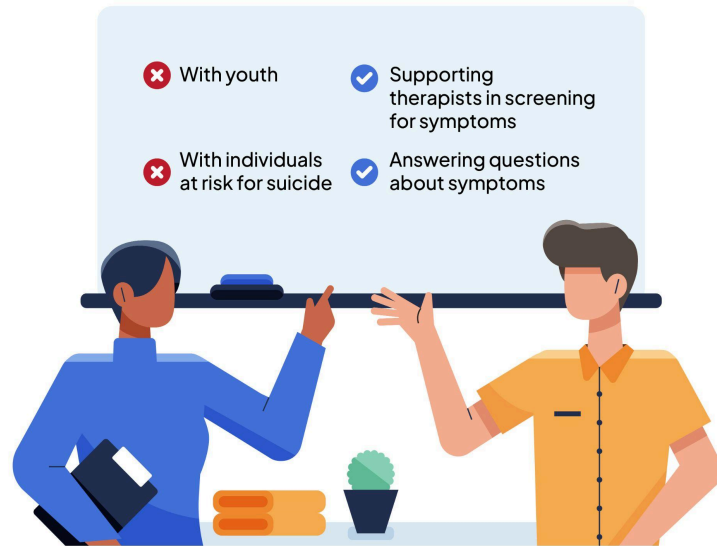 With youth
With individuals
at risk for suicide
Supporting
therapists in screening
for symptoms
Answering questions
about symptoms